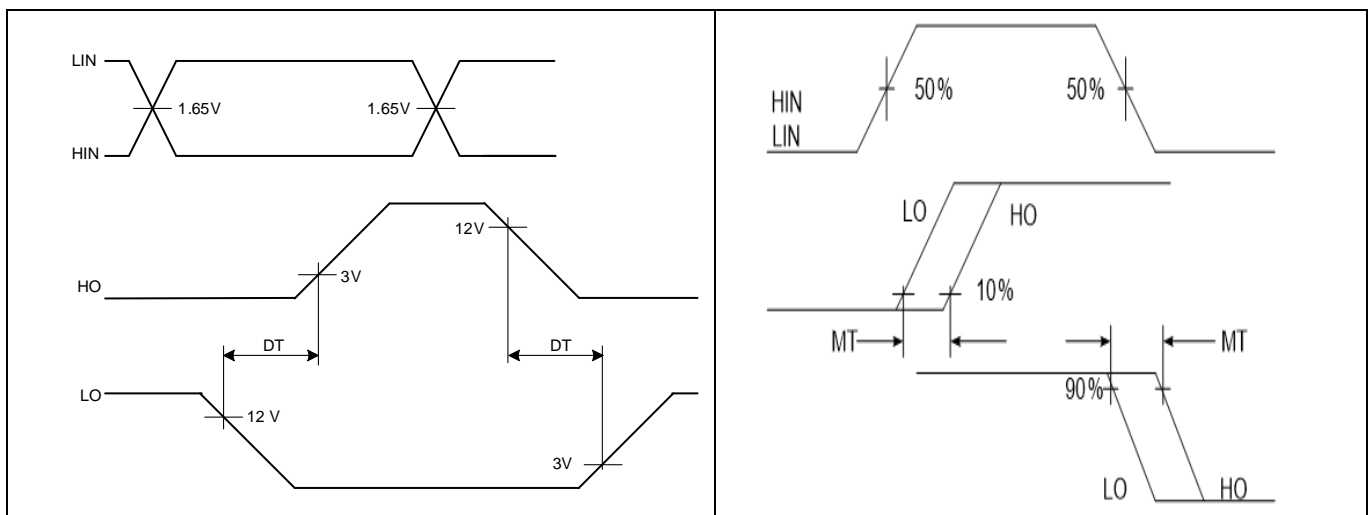 LIN
1.65V 1.65V
HIN
12V
3V
HO
DT DT
LO
12 V
3V
50% 50%
HIN
LIN
LO HO
10%
MT MT
90%
LO HO